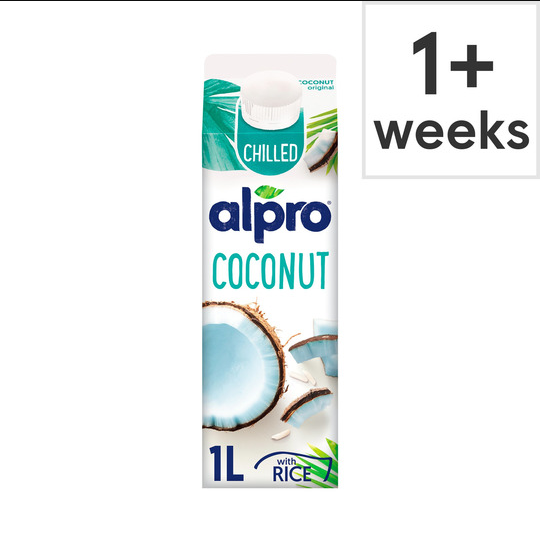 1+
weeks
COCONUT
original
CHILLED
alpro®
COCONUT
1L
with
RICE